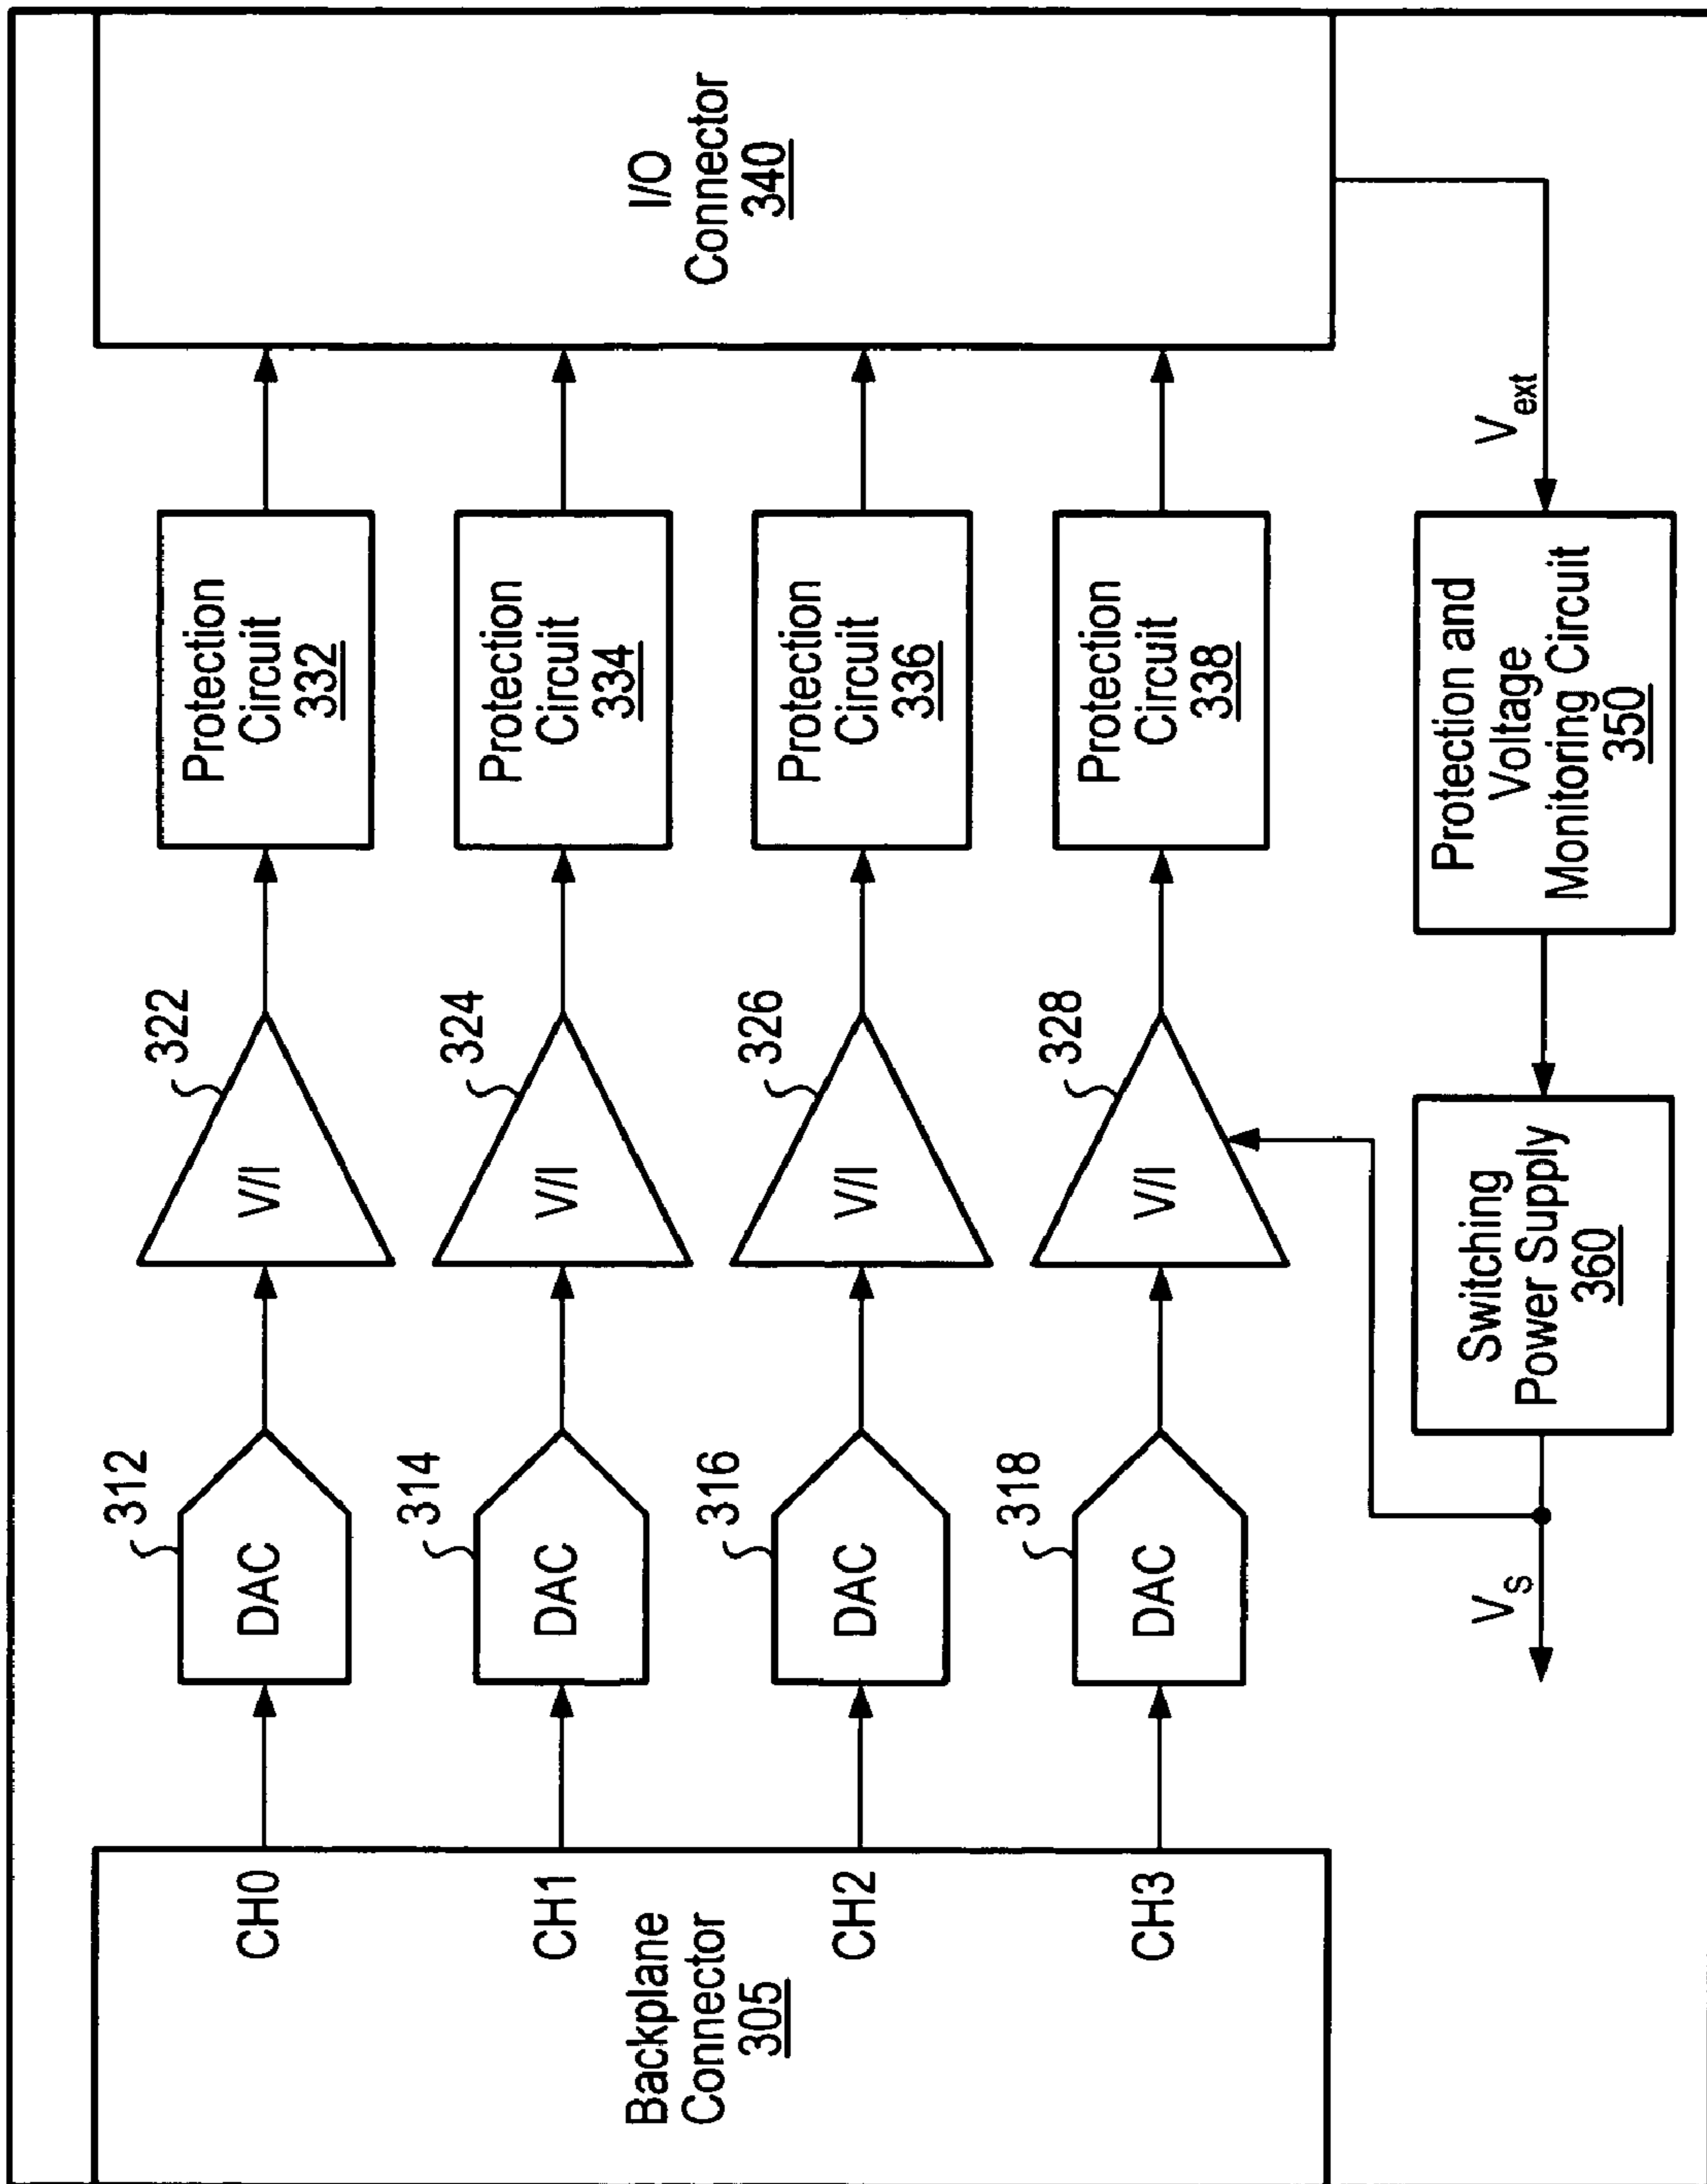 Backplane
Connector
305
CH0
CH1
CH2
CH3
312
DAC
322
V/I
Protection
Circuit
332
314
DAC
324
V/I
Protection
Circuit
334
316
DAC
326
V/I
Protection
Circuit
336
318
DAC
328
V/I
Protection
Circuit
338
I/O
Connector
340
Vs
Switching
Power Supply
360
Protection and
Voltage
Monitoring Circuit
350
Vext